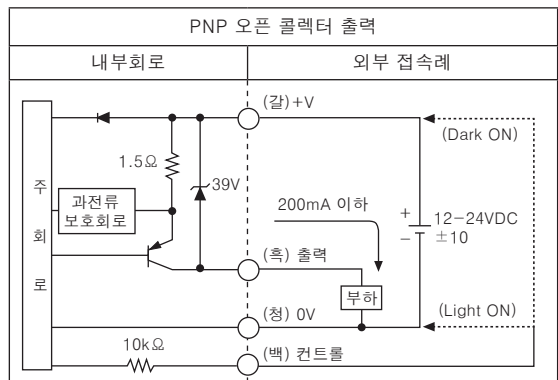 PNP 오픈 콜렉터 출력
내부회로
외부 접속례
(갈)+V
(Dark ON)
1.5Ω
39V
주회로
과전류
보호회로
200mA 이하
+
12-24VDC
−
±10
(흑) 출력
부하
(청) 0V
(Light ON)
10kΩ
(백) 컨트롤